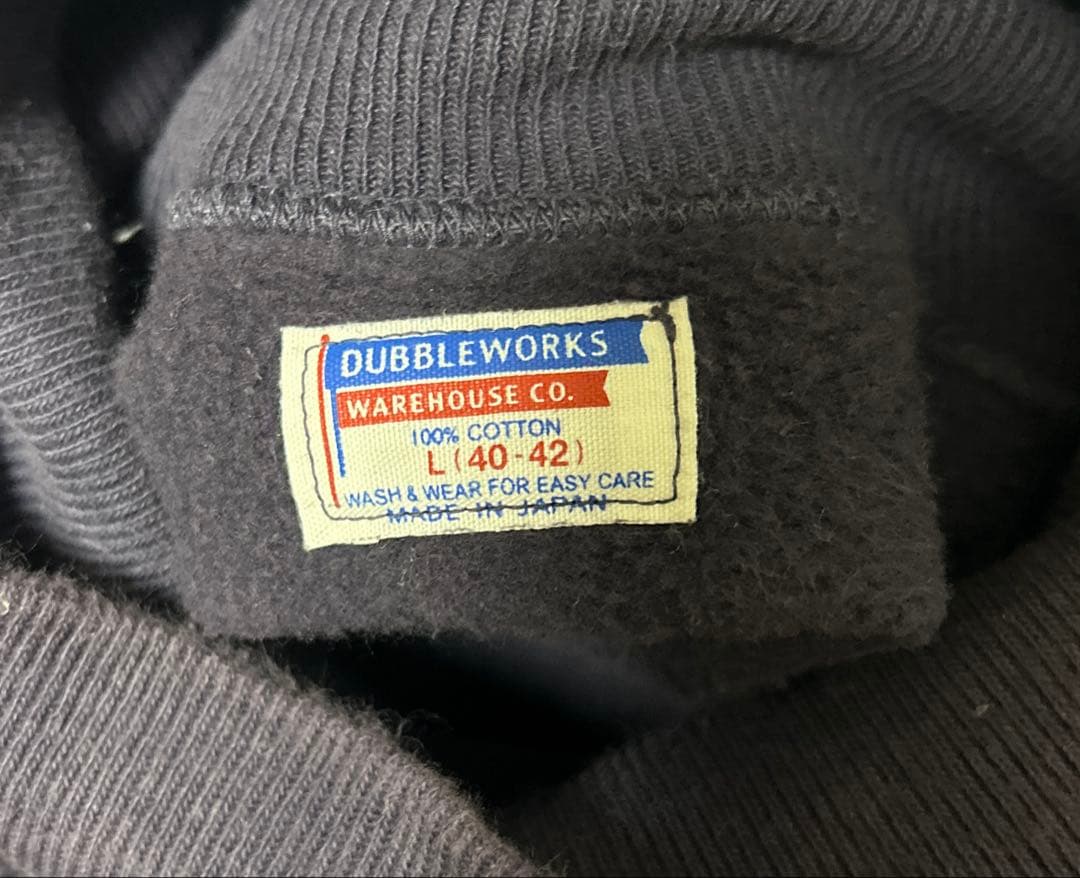 DUBBLEWORKS
WAREHOUSE CO.
100% COTTON
L (40-42)
WASH & WEAR FOR EASY CARE
MADE IN JAPAN